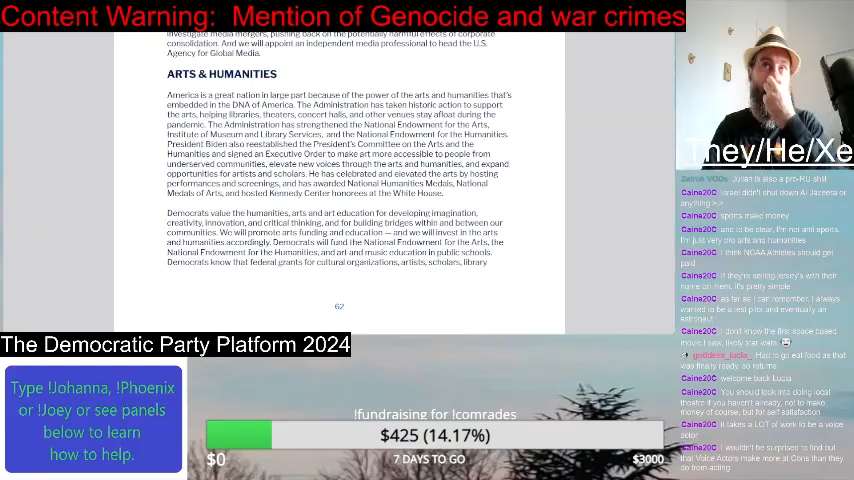 Content Warning: Mention of Genocide and war crimes
investigate media mergers, pushing back on the potentially harmful effects of corporate
consolidation. And we will appoint an independent media professional to head the U.S.
Agency for Global Media.
ARTS & HUMANITIES
America is a great nation in large part because of the power of the arts and humanities that's
embedded in the DNA of America. The Administration has taken historic action to support
the arts, helping libraries, theaters, concert halls, and other venues stay afloat during the
pandemic. The Administration has strengthened the National Endowment for the Arts,
Institute of Museum and Library Services, and the National Endowment for the Humanities.
President Biden also reestablished the President's Committee on the Arts and the
Humanities and signed an Executive Order to make art more accessible to people from
underserved communities, elevate new voices through the arts and humanities, and expand
opportunities for artists and scholars. He has celebrated and elevated the arts by hosting
performances and screenings, and has awarded National Humanities Medals, National
Medals of Arts, and hosted Kennedy Center honorees at the White House.
Democrats value the humanities, arts and art education for developing imagination,
creativity, innovation, and critical thinking, and for building bridges within and between our
communities. We will promote arts funding and education — and we will invest in the arts
and humanities accordingly. Democrats will fund the National Endowment for the Arts, the
National Endowment for the Humanities, and art and music education in public schools.
Democrats know that federal grants for cultural organizations, artists, scholars, library
62
The Democratic Party Platform 2024
Type !Johanna, !Phoenix
or !Joey or see panels
below to learn
how to help.
!fundraising for !comrades
$425 (14.17%)
$0
7 DAYS TO GO
$3000
They/He/Xe
Zairok VODs: Julian is also a pro-RU shill
Caine20C: Israel didn't shut down Al Jazeera or
anything >.>
Caine20C: sports make money
Caine20C: and to be clear, I'm not anti sports,
I'm just very pro arts and humanities
Caine20C: I think NCAA Athletes should get
paid
Caine20C: if they're selling jersey's with their
name on them, it's pretty simple
Caine20C: as far as I can remember, I always
wanted to be a test pilot and eventually an
astronaut
Caine20C: I don't know the first space based
movie I saw, likely star wars
goddess_lucia_: Had to go eat food as that
was finally ready, so returns
Caine20C: welcome back Lucia
Caine20C: You should look into doing local
theatre if you haven't already, not to make
money of course, but for self satisfaction
Caine20C: it takes a LOT of work to be a voice
actor
Caine20C: I wouldn't be surprised to find out
that Voice Actors make more at Cons than they
do from acting